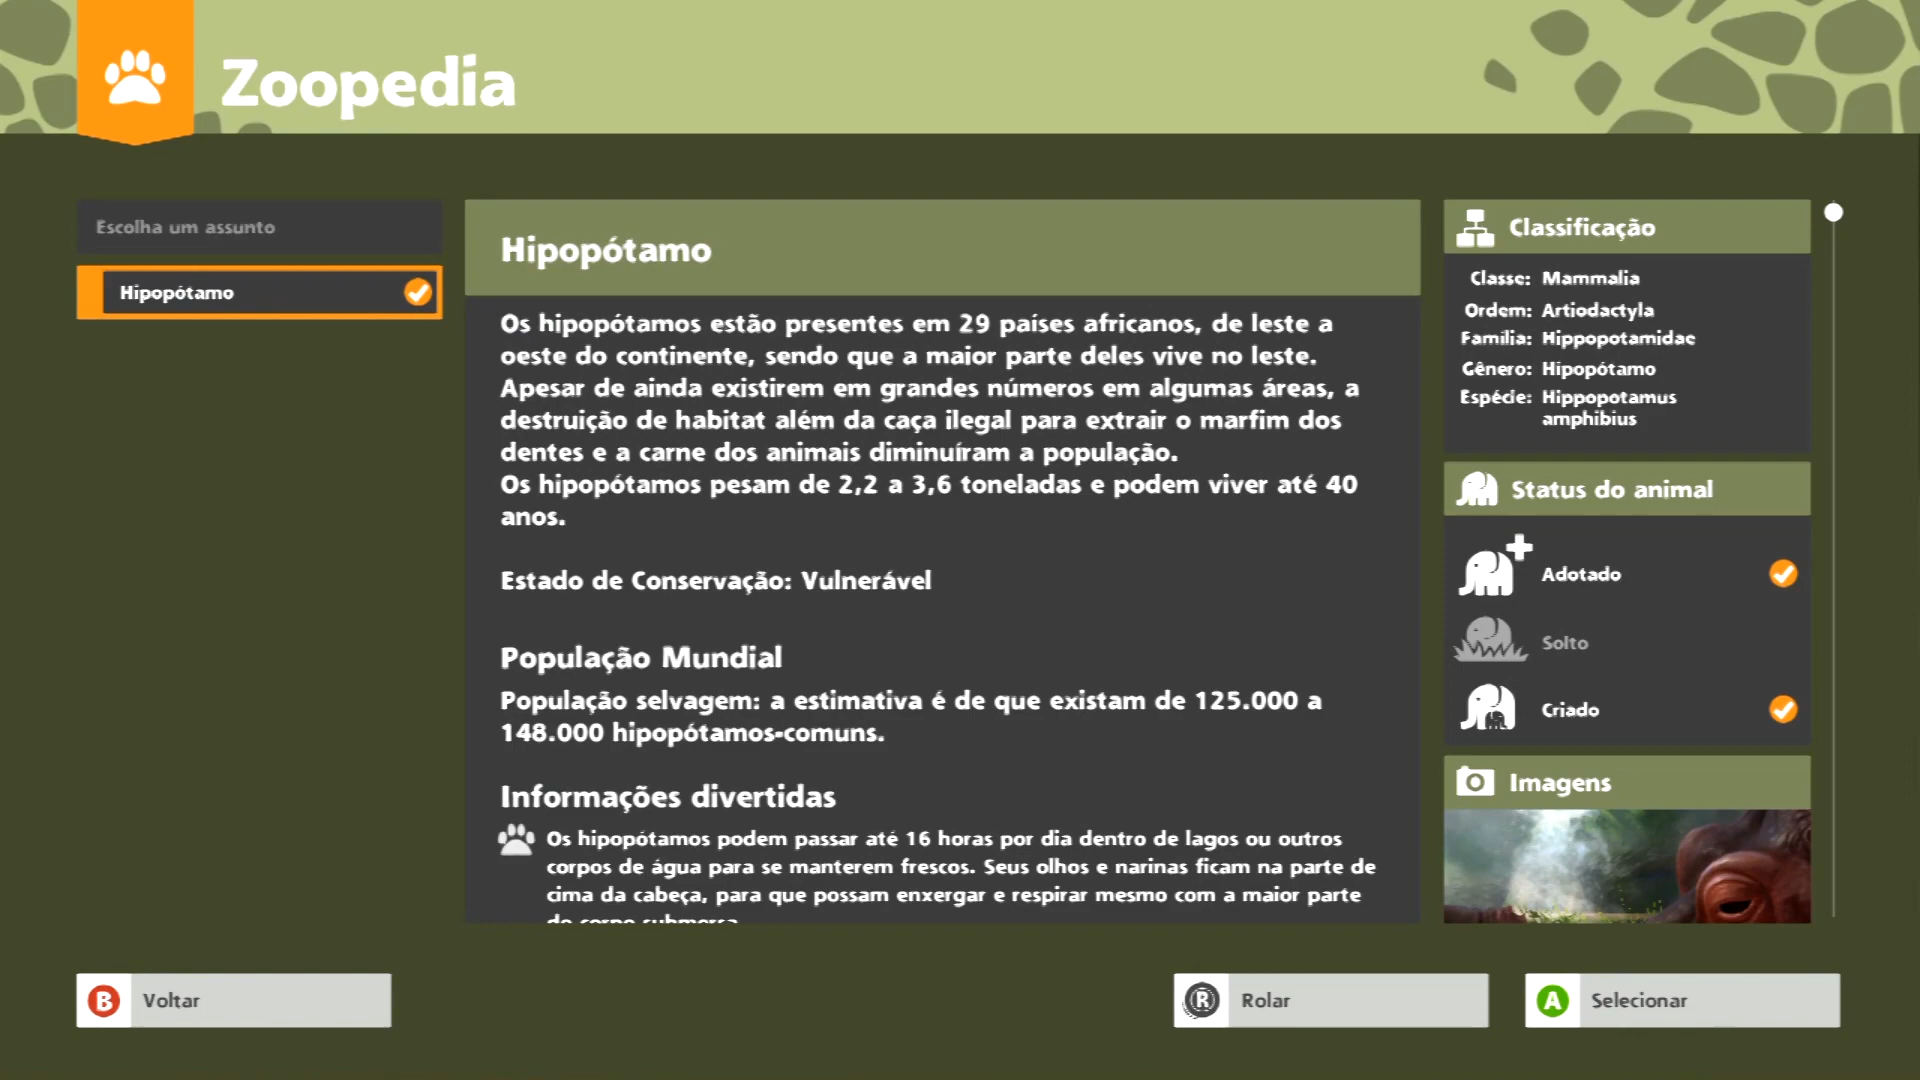 Zoopedia
Escolha um assunto
Hipopótamo
Hipopótamo
Os hipopótamos estão presentes em 29 países africanos, de leste a
oeste do continente, sendo que a maior parte deles vive no leste.
Apesar de ainda existirem em grandes números em algumas áreas, a
destruição de habitat além da caça ilegal para extrair o marfim dos
dentes e a carne dos animais diminuíram a população.
Os hipopótamos pesam de 2,2 a 3,6 toneladas e podem viver até 40
anos.
Estado de Conservação: Vulnerável
População Mundial
População selvagem: a estimativa é de que existam de 125.000 a
148.000 hipopótamos-comuns.
Informações divertidas
Os hipopótamos podem passar até 16 horas por dia dentro de lagos ou outros
corpos de água para se manterem frescos. Seus olhos e narinas ficam na parte de
cima da cabeça, para que possam enxergar e respirar mesmo com a maior parte
Classificação
Classe: Mammalia
Ordem: Artiodactyla
Família: Hippopotamidae
Gênero: Hipopótamo
Espécie: Hippopotamus
amphibius
Status do animal
Adotado
Solto
Criado
Imagens
B Voltar
R Rolar
A Selecionar